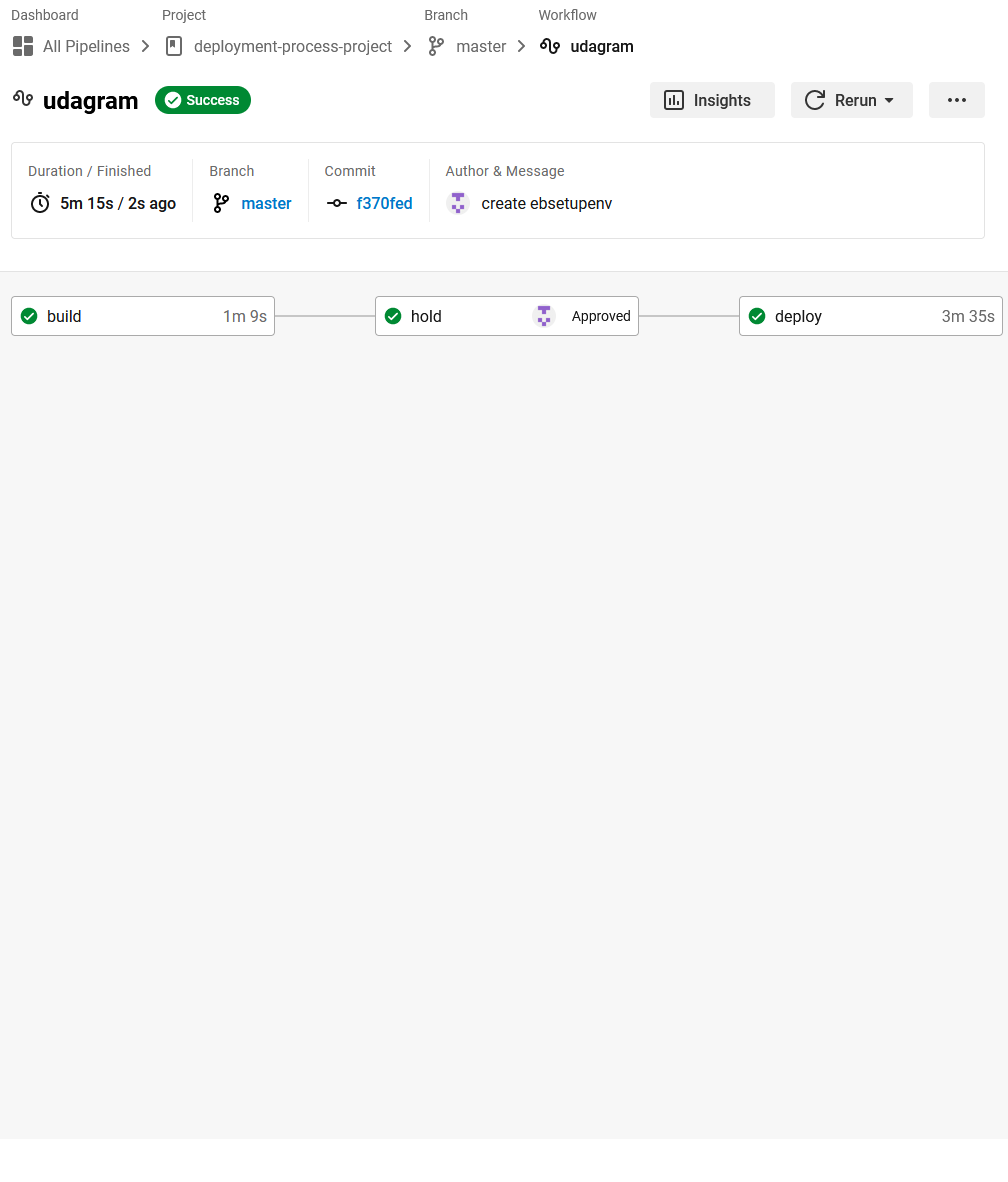 Dashboard Project Branch Workflow
All Pipelines deployment-process-project master udagram
udagram Success Insights Rerun
Duration / Finished Branch Commit Author & Message
5m 15s / 2s ago master f370fed create ebsetupenv
build 1m 9s hold Approved deploy 3m 35s